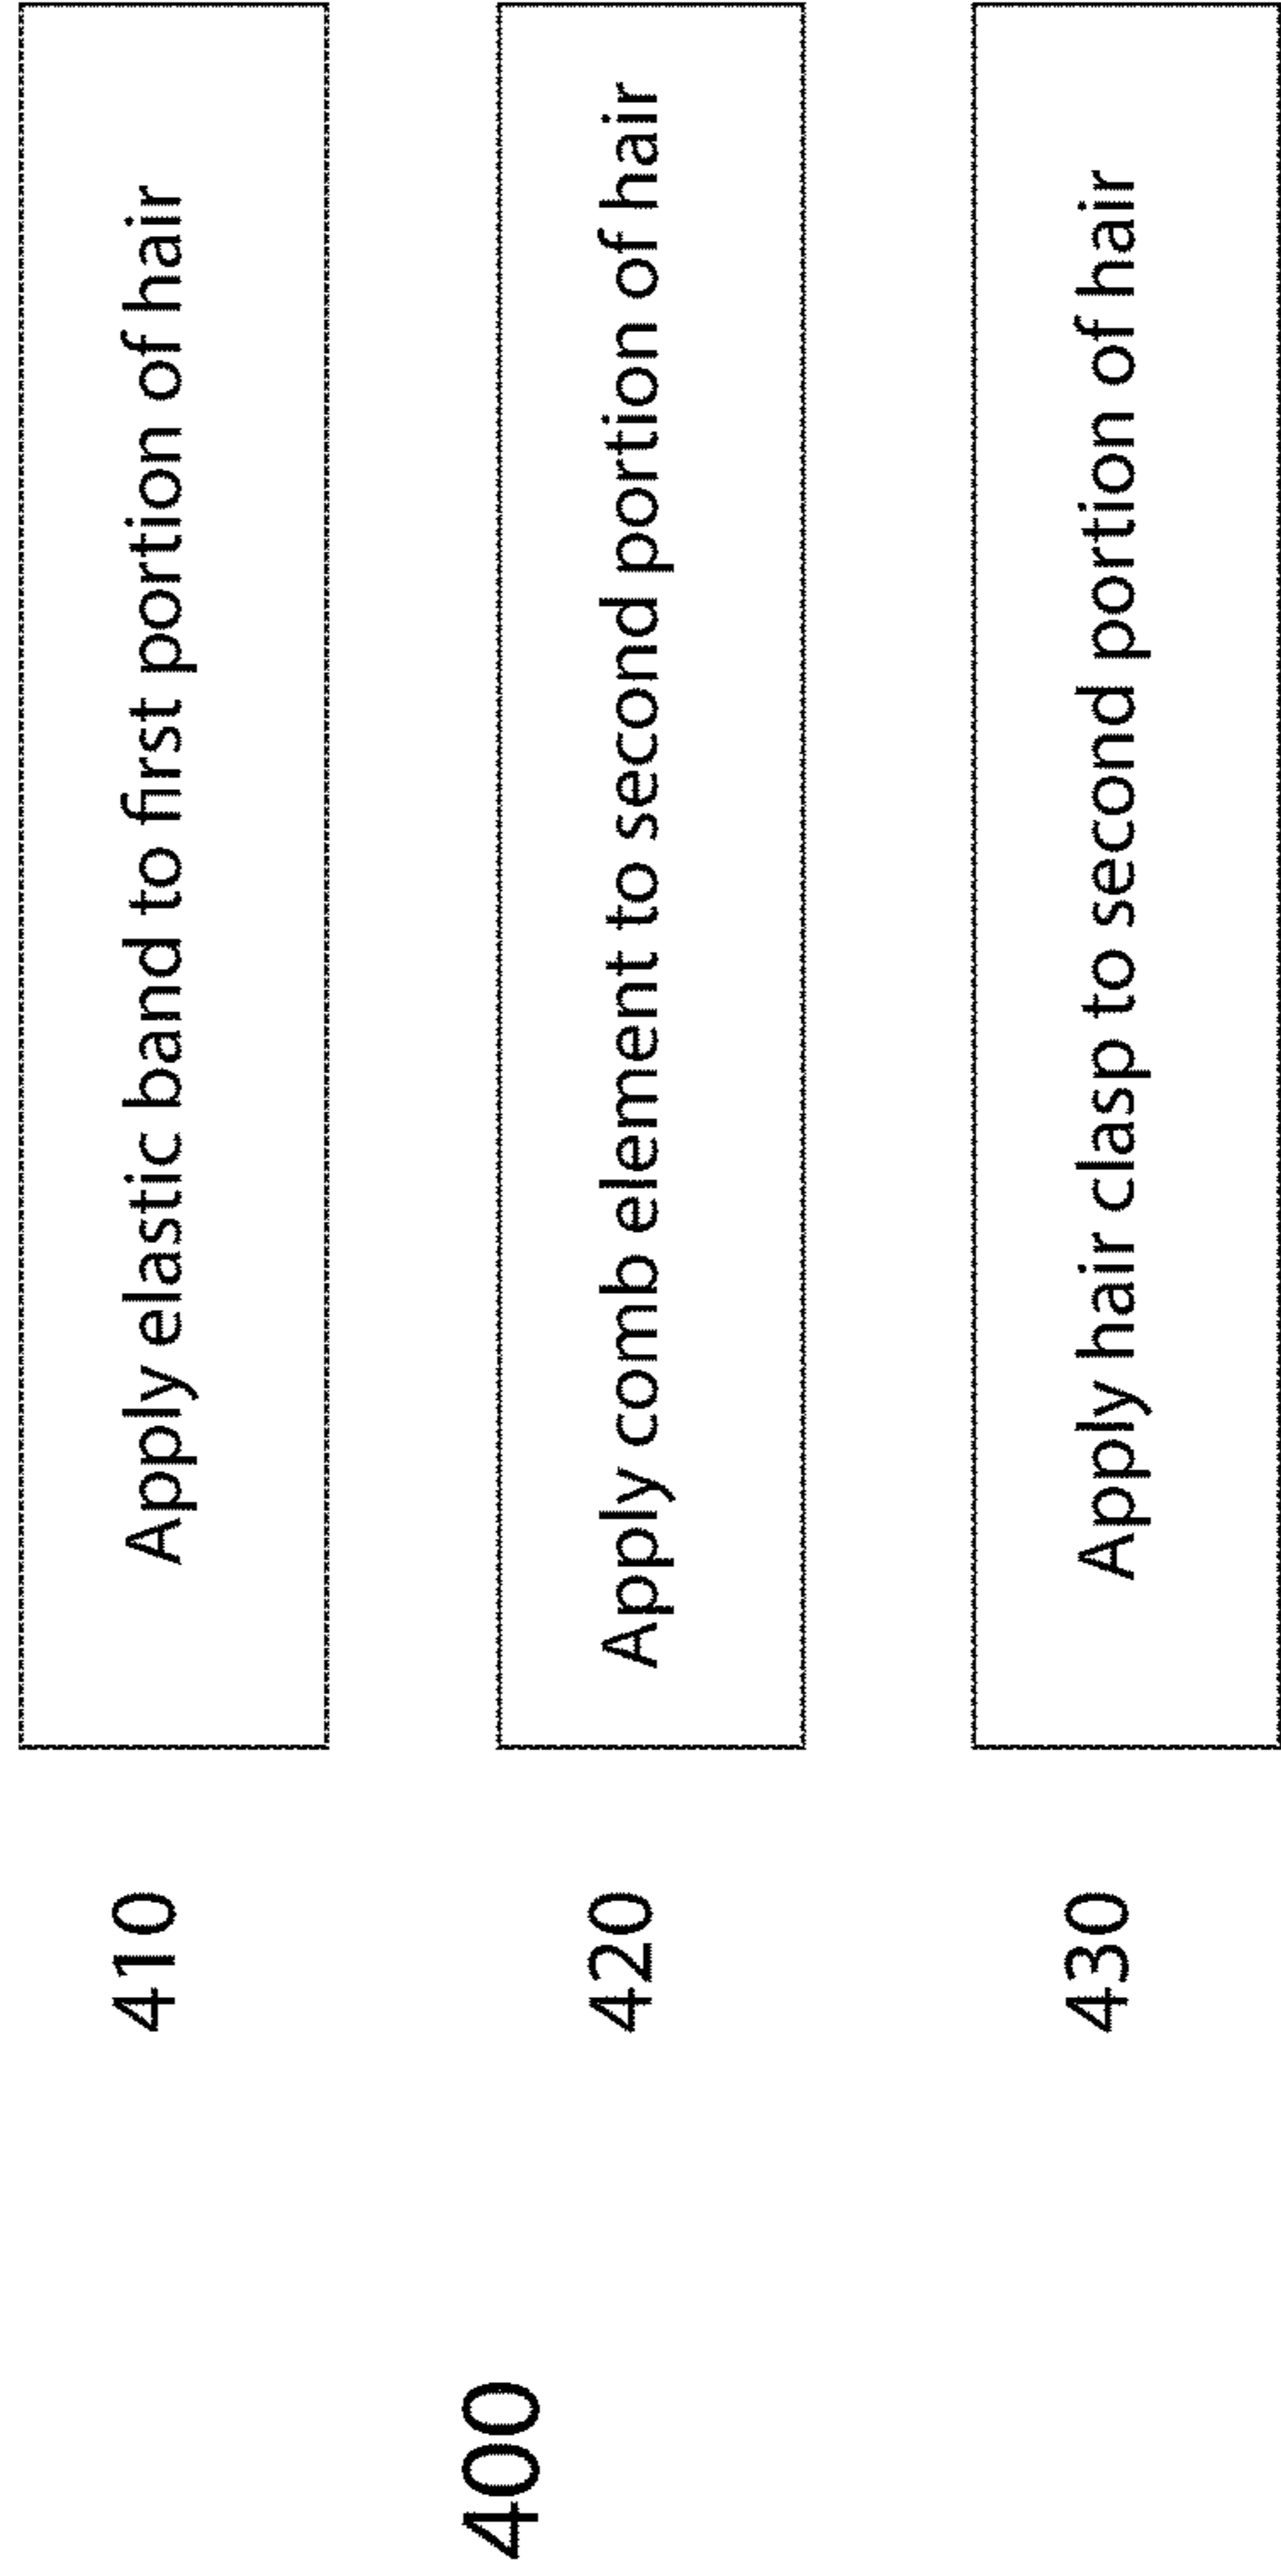 400
410
Apply elastic band to first portion of hair
420
Apply comb element to second portion of hair
430
Apply hair clasp to second portion of hair